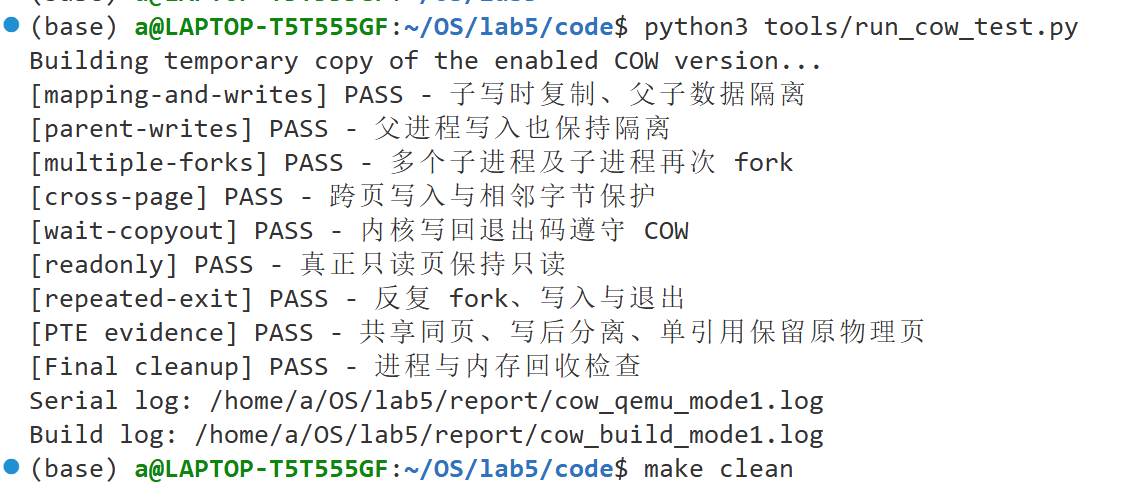 (base) a@LAPTOP-T5T555GF:~/OS/lab5/code$ python3 tools/run_cow_test.py
Building temporary copy of the enabled COW version...
[mapping-and-writes] PASS - 子写时复制、父子数据隔离
[parent-writes] PASS - 父进程写入也保持隔离
[multiple-forks] PASS - 多个子进程及子进程再次 fork
[cross-page] PASS - 跨页写入与相邻字节保护
[wait-copyout] PASS - 内核写回退出码遵守 COW
[readonly] PASS - 真正只读页保持只读
[repeated-exit] PASS - 反复 fork、写入与退出
[PTE evidence] PASS - 共享同页、写后分离、单引用保留原物理页
[Final cleanup] PASS - 进程与内存回收检查
Serial log: /home/a/OS/lab5/report/cow_qemu_mode1.log
Build log: /home/a/OS/lab5/report/cow_build_mode1.log
(base) a@LAPTOP-T5T555GF:~/OS/lab5/code$ make clean